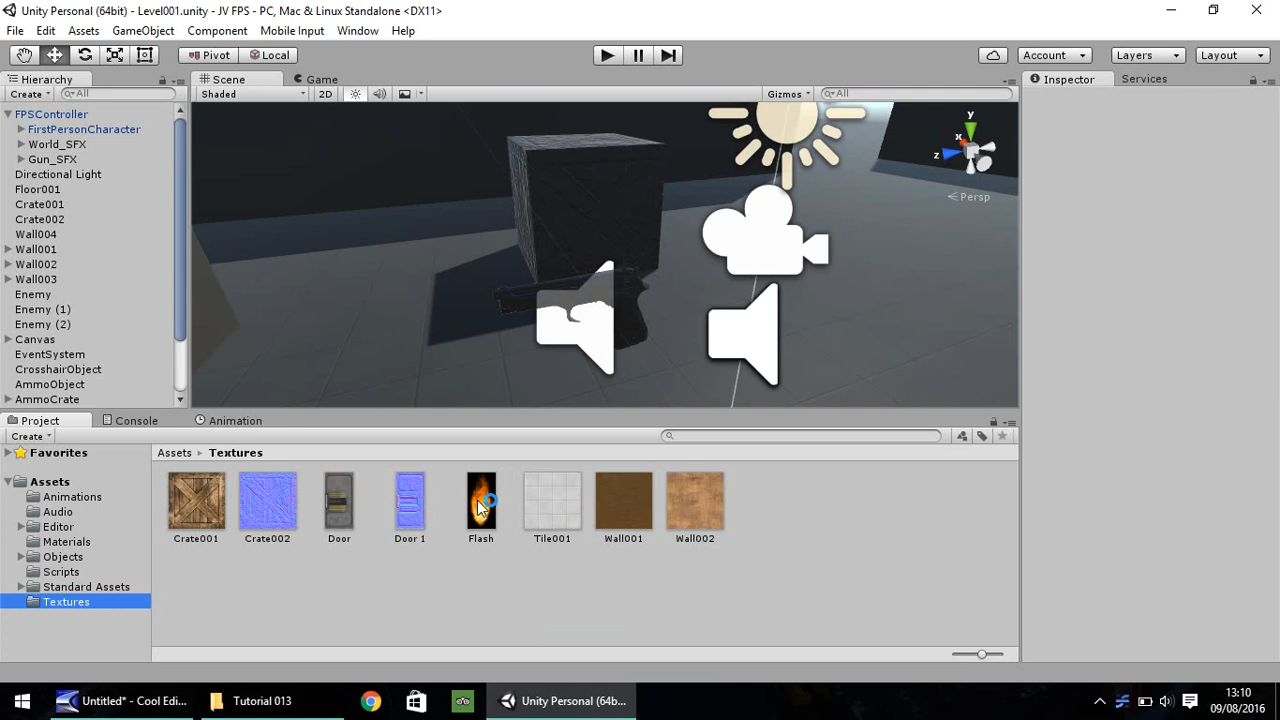 Unity Personal (64bit) - Level001.unity - JV FPS - PC, Mac & Linux Standalone <DX11>
File Edit Assets GameObject Component Mobile Input Window Help
Pivot Local Account Layers Layout
Hierarchy Scene Game Inspector Services
Create All Shaded 2D Gizmos All
FPSController
FirstPersonCharacter
World_SFX
Gun_SFX
Directional Light
Floor001
Crate001
Crate002
Wall004
Wall001
Wall002
Wall003
Enemy
Enemy (1)
Enemy (2)
Canvas
EventSystem
CrosshairObject
AmmoObject
AmmoCrate
y
x
z
Persp
Project Console Animation
Create
Favorites
Assets
Animations
Audio
Editor
Materials
Objects
Scripts
Standard Assets
Textures
Assets Textures
Crate001 Crate002 Door Door 1 Flash Tile001 Wall001 Wall002
Untitled* - Cool Edi... Tutorial 013 Unity Personal (64b...
13:10
09/08/2016